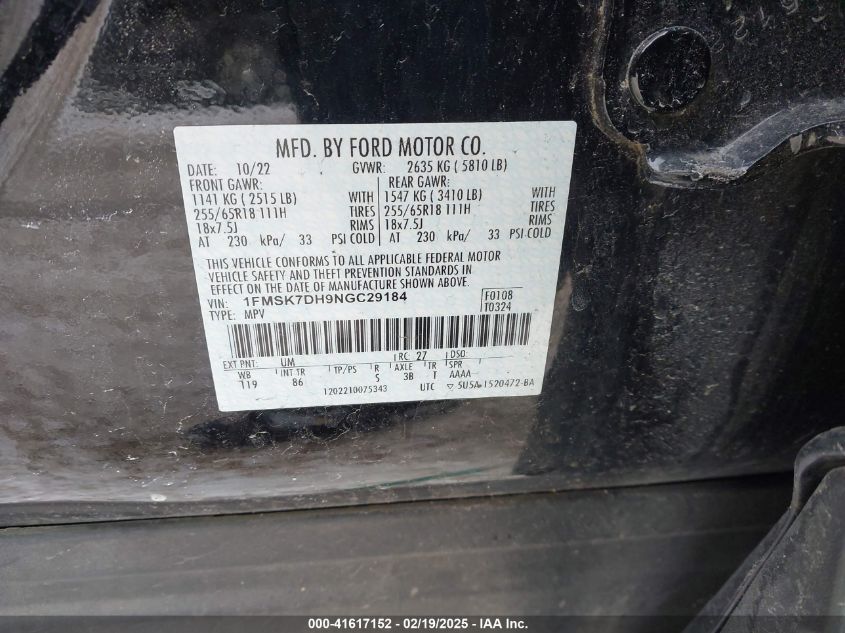 MFD. BY FORD MOTOR CO.
DATE: 10/22 GVWR: 2635 KG ( 5810 LB)
FRONT GAWR: REAR GAWR:
1141 KG ( 2515 LB) WITH 1547 KG ( 3410 LB) WITH
255/65R18 111H TIRES 255/65R18 111H TIRES
18x7.5J RIMS 18x7.5J RIMS
AT 230 kPa/ 33 PSI COLD AT 230 kPa/ 33 PSI COLD
THIS VEHICLE CONFORMS TO ALL APPLICABLE FEDERAL MOTOR
VEHICLE SAFETY AND THEFT PREVENTION STANDARDS IN
EFFECT ON THE DATE OF MANUFACTURE SHOWN ABOVE.
VIN: 1FMSK7DH9NGC29184 F0108
TYPE: MPV T0324
EXT PNT: UM RC: 27 DSO:
WB INT TR TP/PS R AXLE TR SPR
119 86 5 3B T AAAA
1202210075343 UTC ▽ 5U5A-1520472-BA
000-41617152 - 02/19/2025 - IAA Inc.